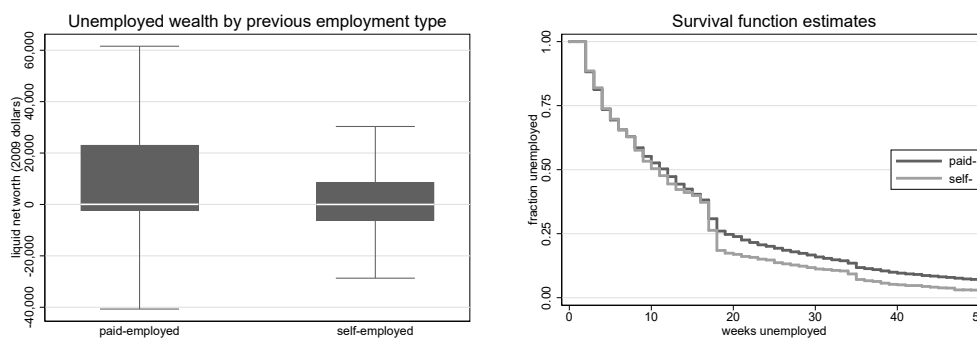 Unemployed wealth by previous employment type
liquid net worth (2009 dollars)
60,000
40,000
20,000
0
-20,000
-40,000
paid-employed
self-employed
Survival function estimates
fraction unemployed
1.00
0.75
0.50
0.25
0.00
0
10
20
30
40
weeks unemployed
paid-
self-